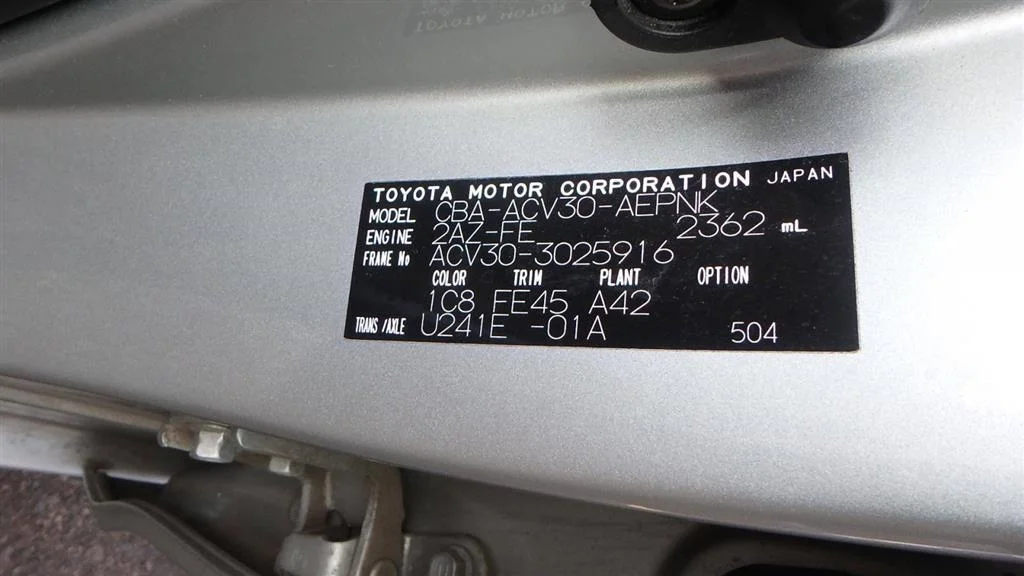 TOYOTA MOTOR CORPORATION JAPAN
MODEL CBA-ACV30-AEPNK
ENGINE 2AZ-FE 2362 mL
FRAME No ACV30-3025916
COLOR TRIM PLANT OPTION
1C8 FE45 A42
TRANS/AXLE U241E -01A 504